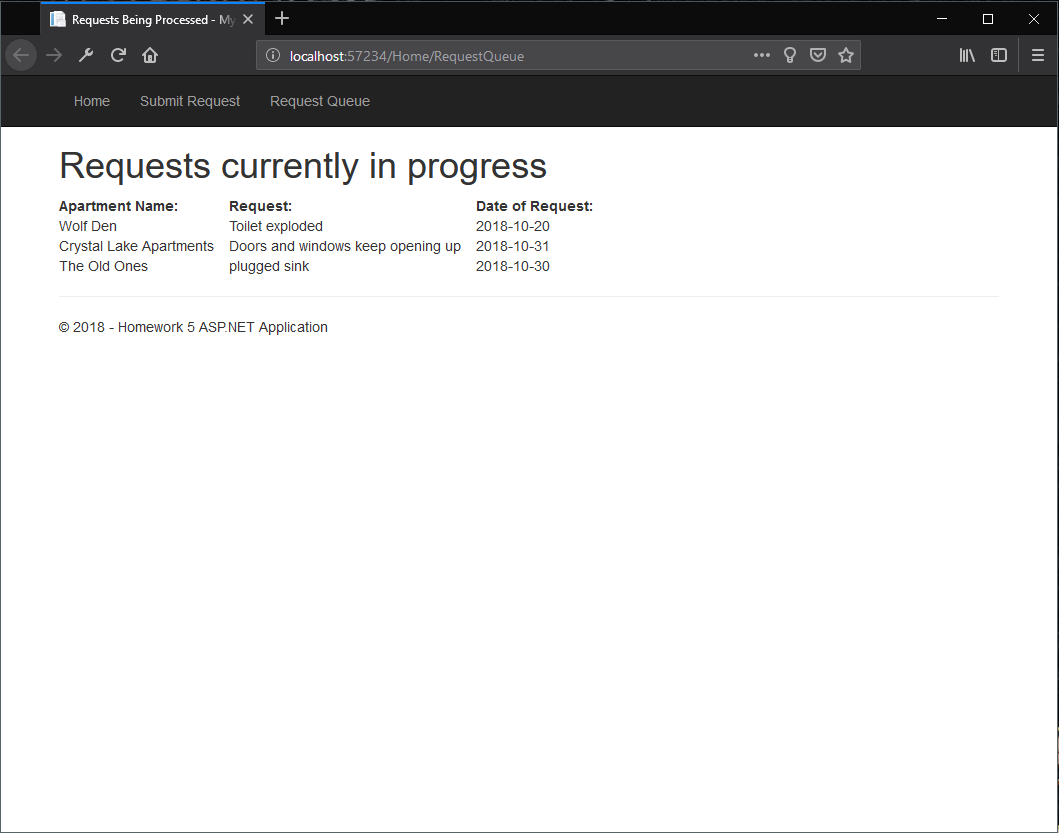 Requests Being Processed - My
localhost:57234/Home/RequestQueue
Home Submit Request Request Queue
Requests currently in progress
Apartment Name: Request: Date of Request:
Wolf Den Toilet exploded 2018-10-20
Crystal Lake Apartments Doors and windows keep opening up 2018-10-31
The Old Ones plugged sink 2018-10-30
© 2018 - Homework 5 ASP.NET Application